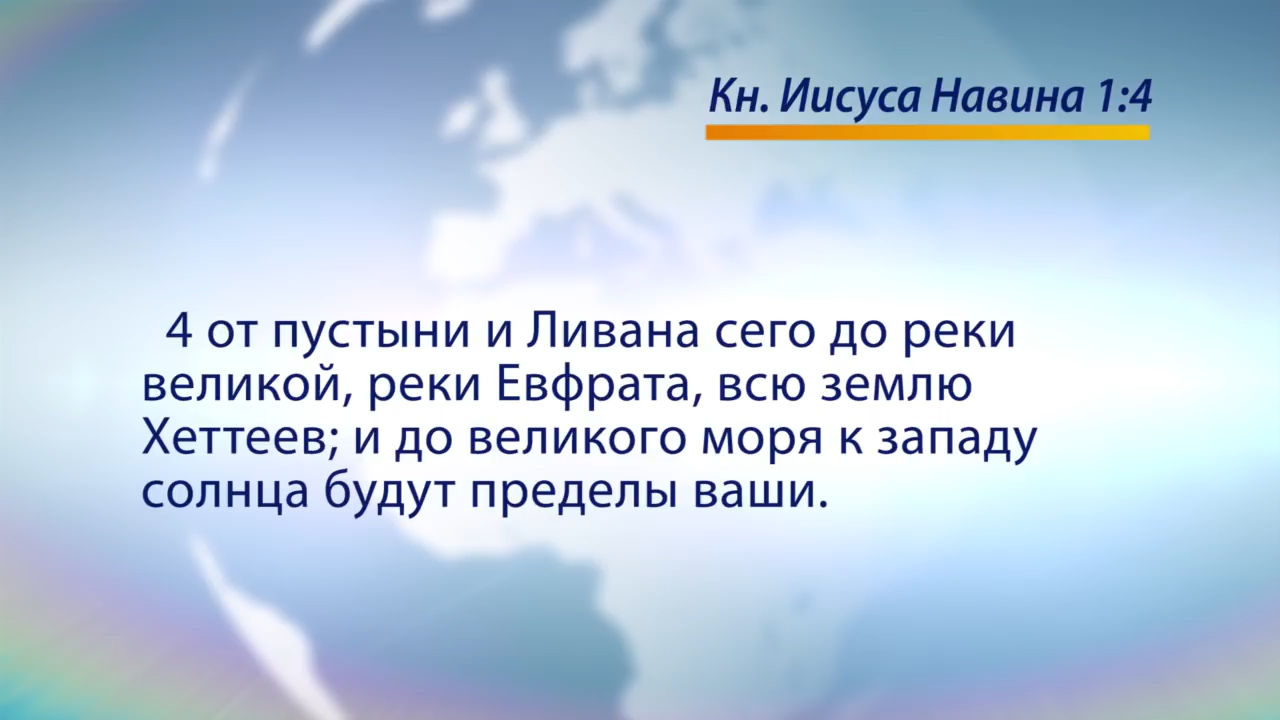 Кн. Иисуса Навина 1:4
4 от пустыни и Ливана сего до реки
великой, реки Евфрата, всю землю
Хеттеев; и до великого моря к западу
солнца будут пределы ваши.